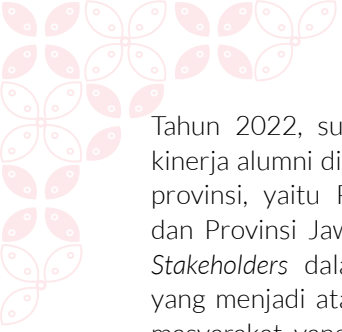 Tahun 2022, su
kinerja alumni di
provinsi, yaitu
dan Provinsi Jaw
Stakeholders dala
yang menjadi ata